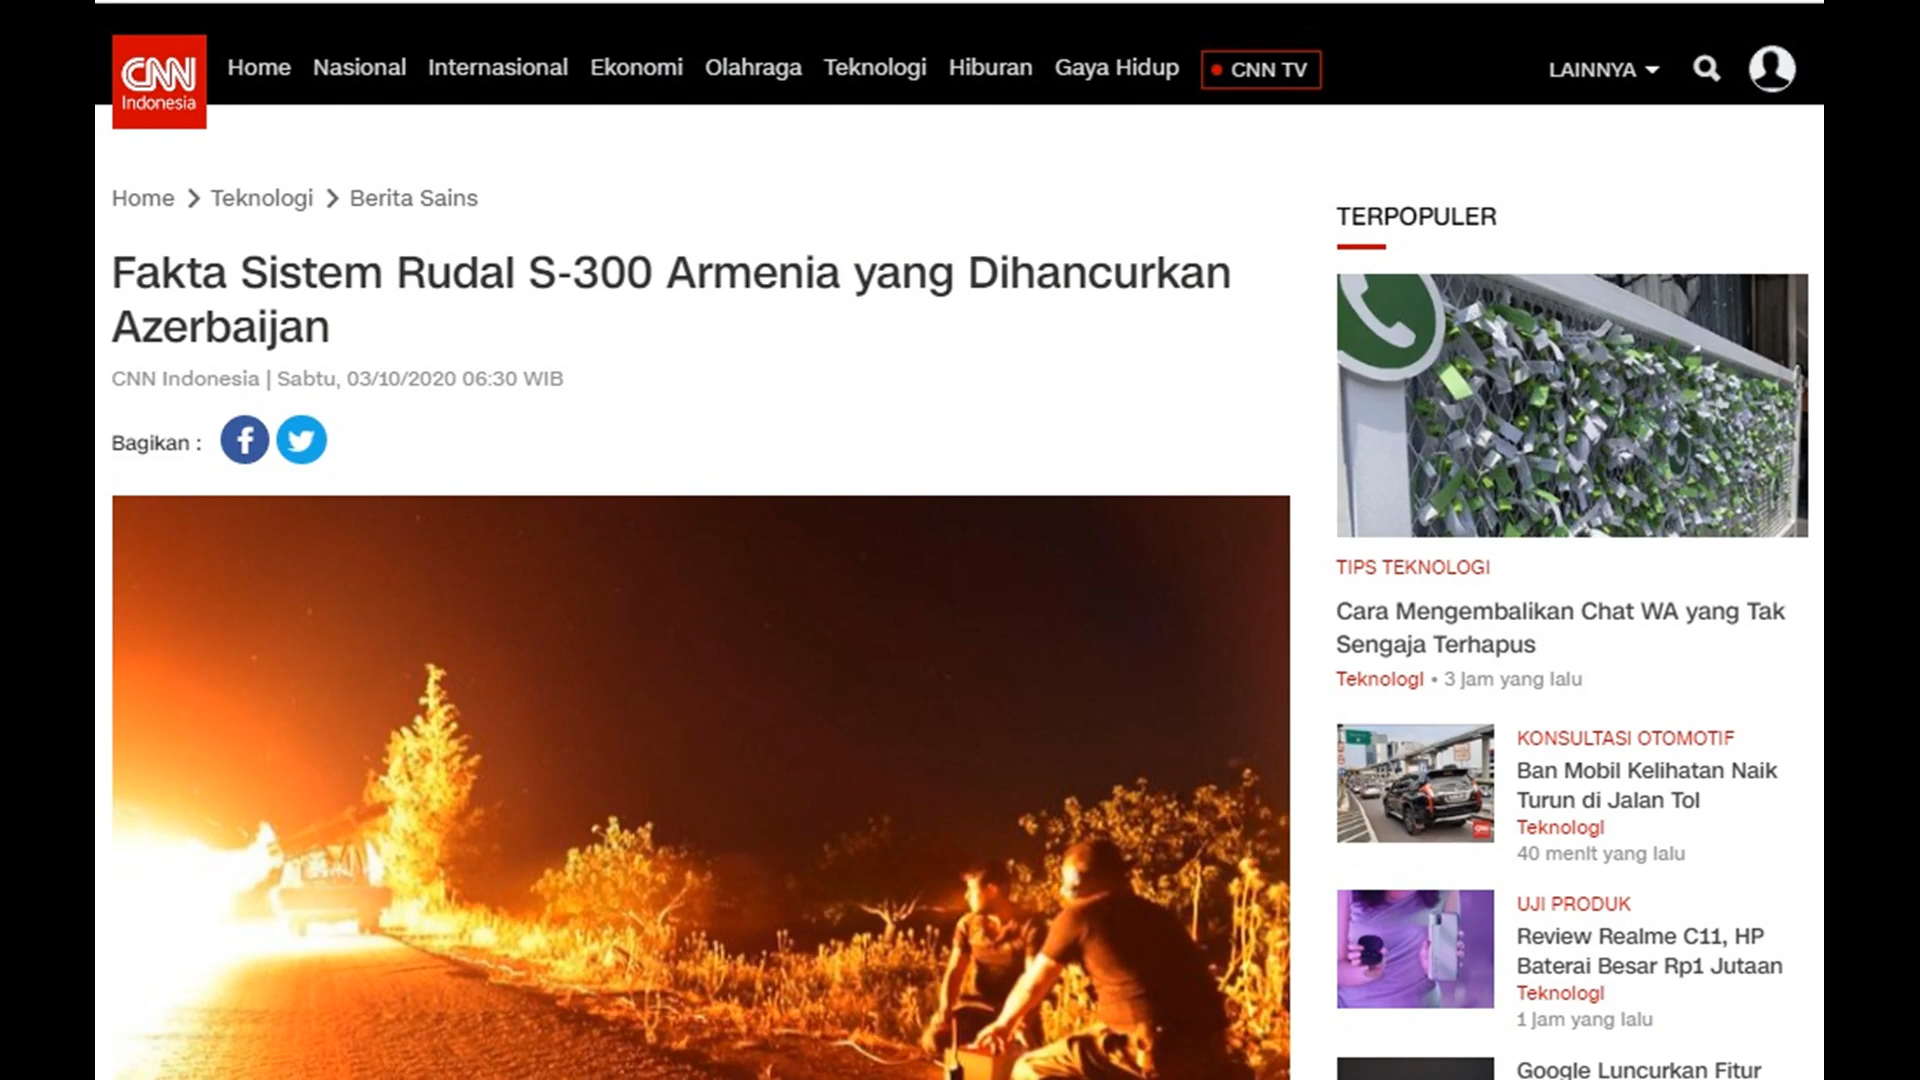 CNN
Indonesia
Home Nasional Internasional Ekonomi Olahraga Teknologi Hiburan Gaya Hidup CNN TV LAINNYA
Home Teknologi Berita Sains
Fakta Sistem Rudal S-300 Armenia yang Dihancurkan
Azerbaijan
CNN Indonesia | Sabtu, 03/10/2020 06:30 WIB
Bagikan :
TERPOPULER
TIPS TEKNOLOGI
Cara Mengembalikan Chat WA yang Tak
Sengaja Terhapus
Teknologi • 3 jam yang lalu
KONSULTASI OTOMOTIF
Ban Mobil Kelihatan Naik
Turun di Jalan Tol
Teknologi
40 menit yang lalu
UJI PRODUK
Review Realme C11, HP
Baterai Besar Rp1 Jutaan
Teknologi
1 jam yang lalu
Google Luncurkan Fitur